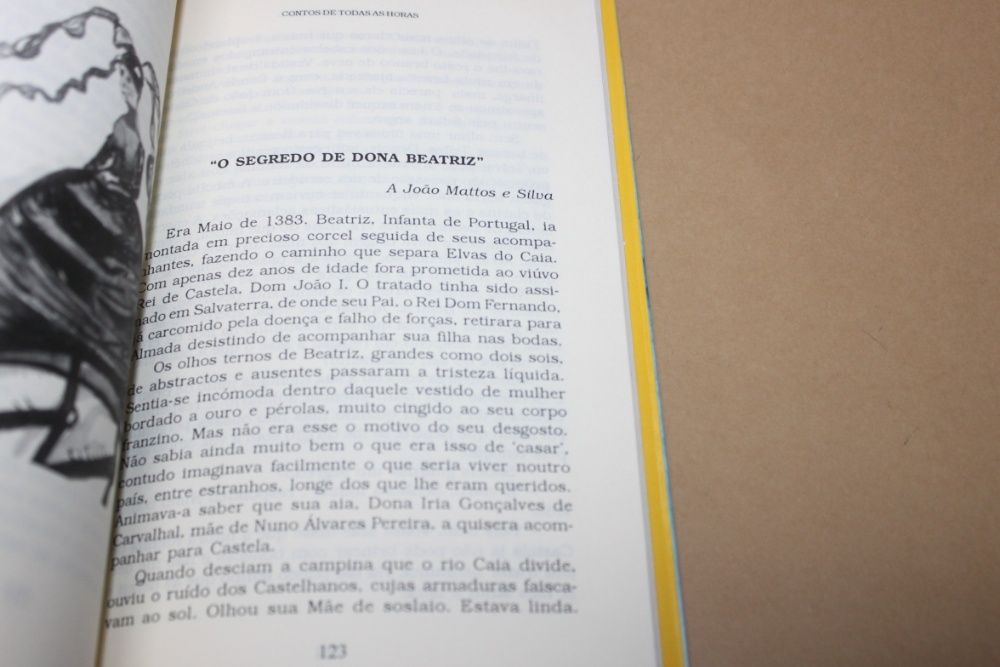 CONTOS DE TODAS AS HORAS
"O SEGREDO DE DONA BEATRIZ"
A João Mattos e Silva
Era Maio de 1383. Beatriz, Infanta de Portugal, ia
montada em precioso corcel seguida de seus acompa-
nhantes, fazendo o caminho que separa Elvas do Caia.
Com apenas dez anos de idade fora prometida ao viúvo
Rei de Castela, Dom João I. O tratado tinha sido assi-
nado em Salvaterra, de onde seu Pai, o Rei Dom Fernando,
já carcomido pela doença e falho de forças, retirara para
Almada desistindo de acompanhar sua filha nas bodas.
Os olhos ternos de Beatriz, grandes como dois sois,
de abstractos e ausentes passaram a tristeza líquida.
Sentia-se incómoda dentro daquele vestido de mulher
bordado a ouro e pérolas, muito cingido ao seu corpo
franzino. Mas não era esse o motivo do seu desgosto.
Não sabia ainda muito bem o que era isso de 'casar',
contudo imaginava facilmente o que seria viver noutro
país, entre estranhos, longe dos que lhe eram queridos.
Animava-a saber que sua aia, Dona Iria Gonçalves de
Carvalhal, mãe de Nuno Álvares Pereira, a quisera acom-
panhar para Castela.
Quando desciam a campina que o rio Caia divide,
ouviu o ruído dos Castelhanos, cujas armaduras faisca-
vam ao sol. Olhou sua Mãe de soslaio. Estava linda.
123